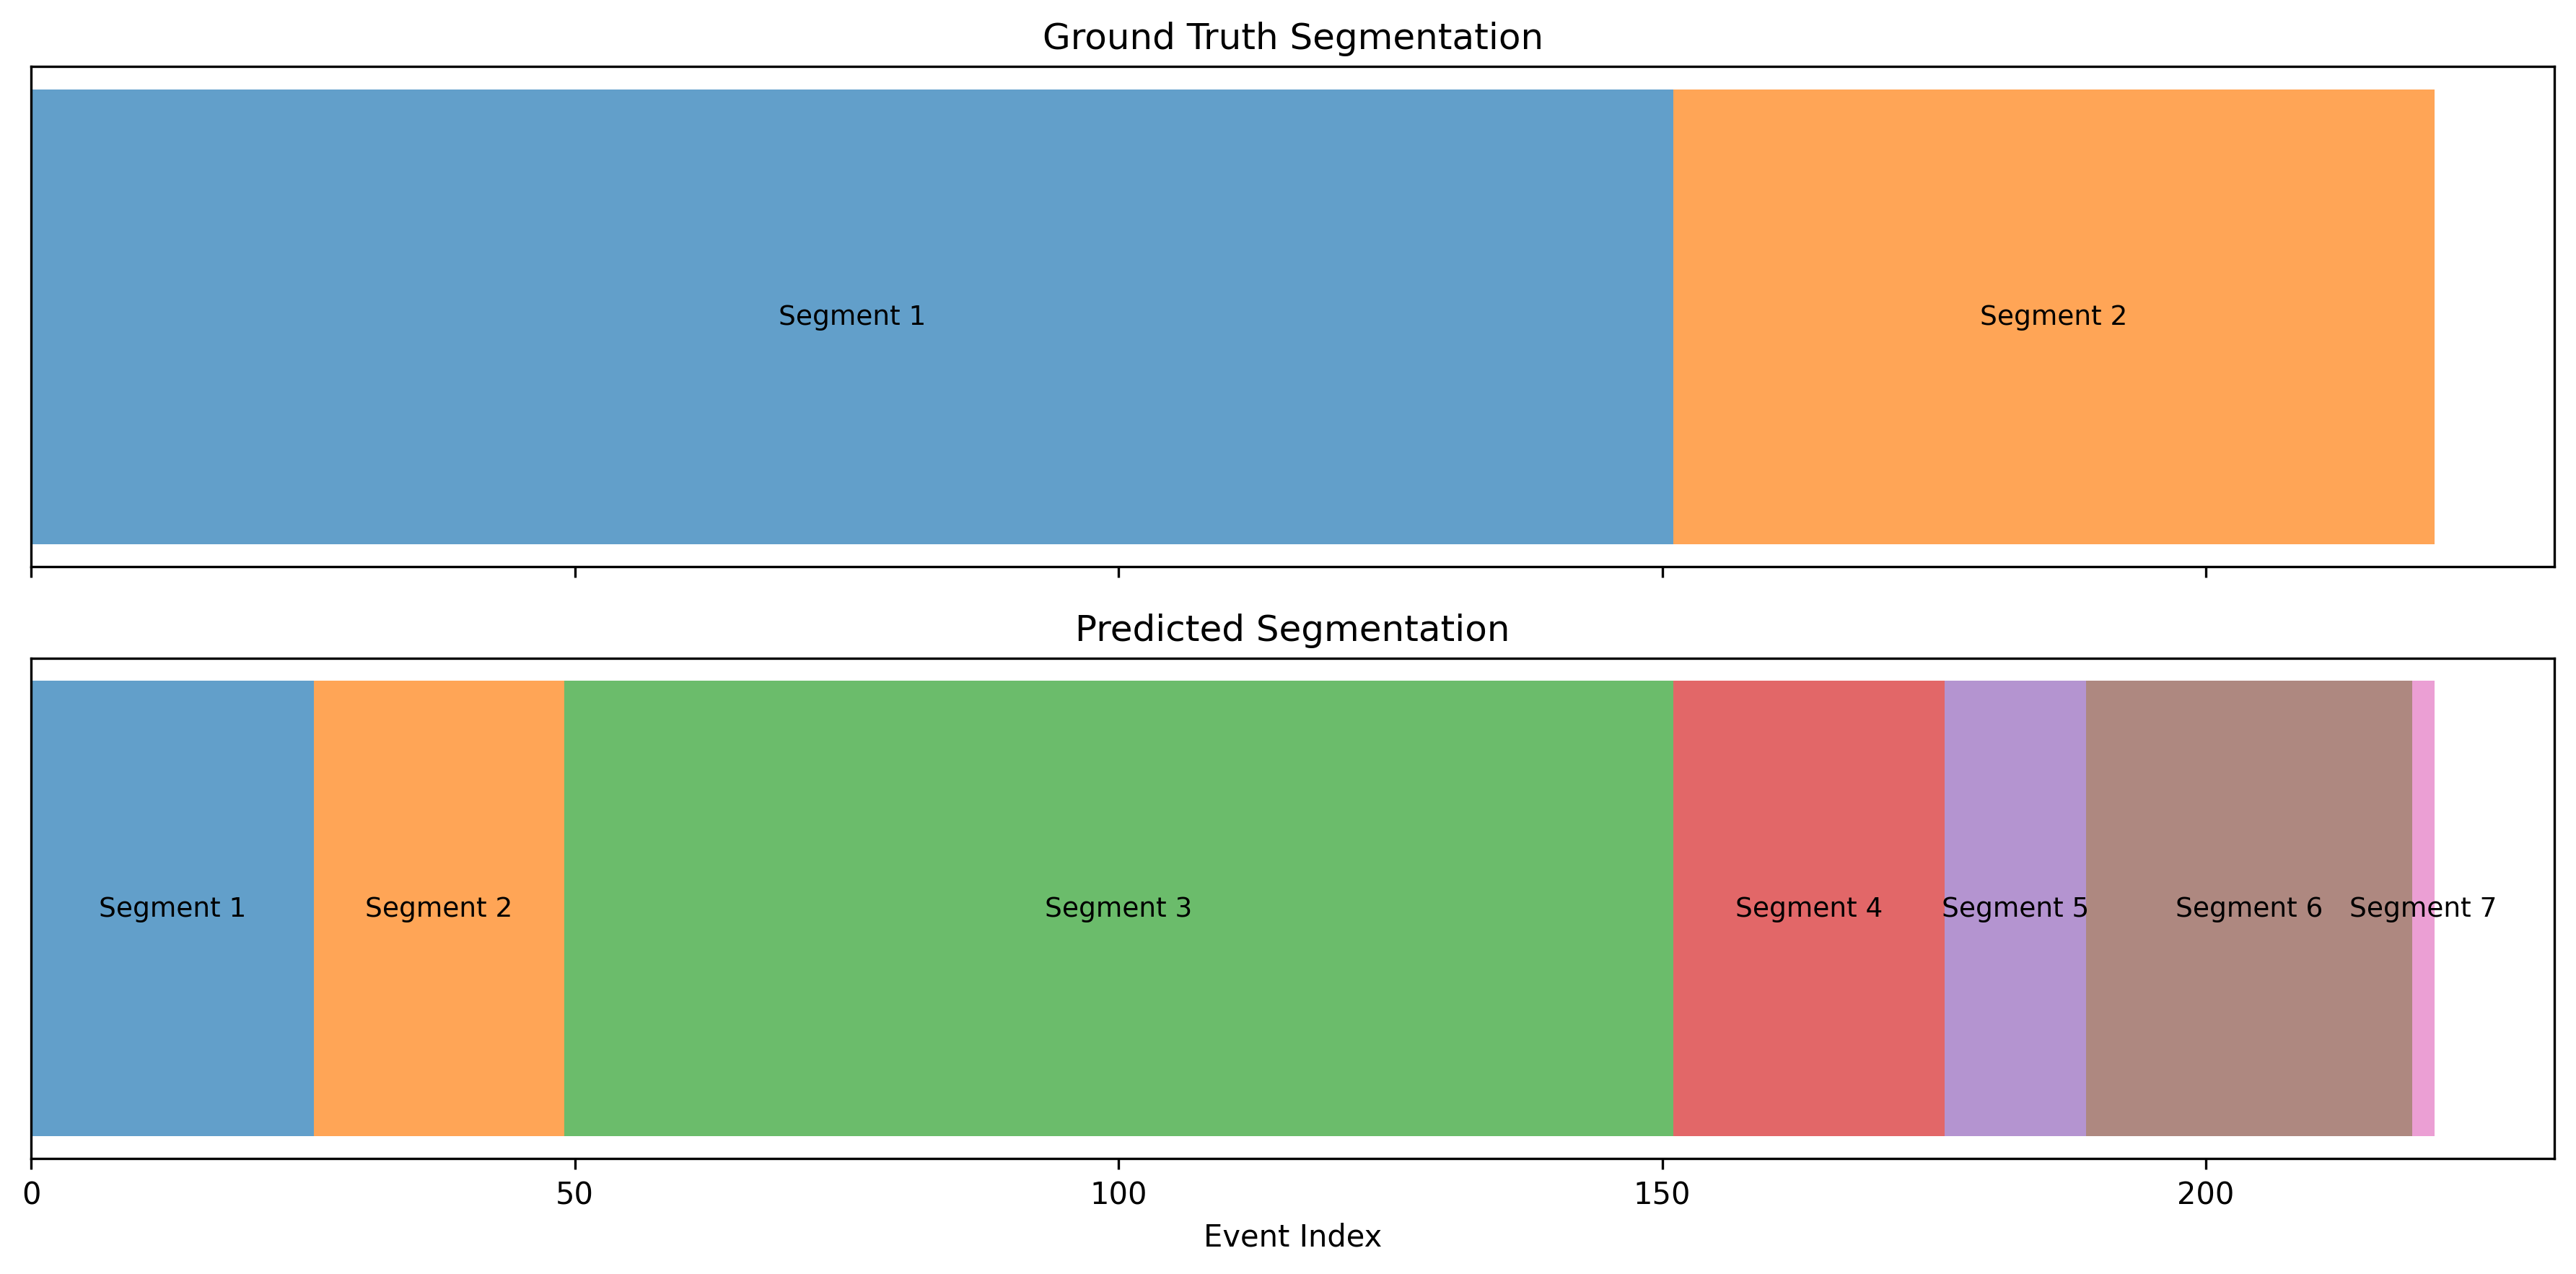 Ground Truth Segmentation
Segment 1 Segment 2
Predicted Segmentation
Segment 1 Segment 2 Segment 3 Segment 4 Segment 5 Segment 6 Segment 7
0 50 100 150 200
Event Index